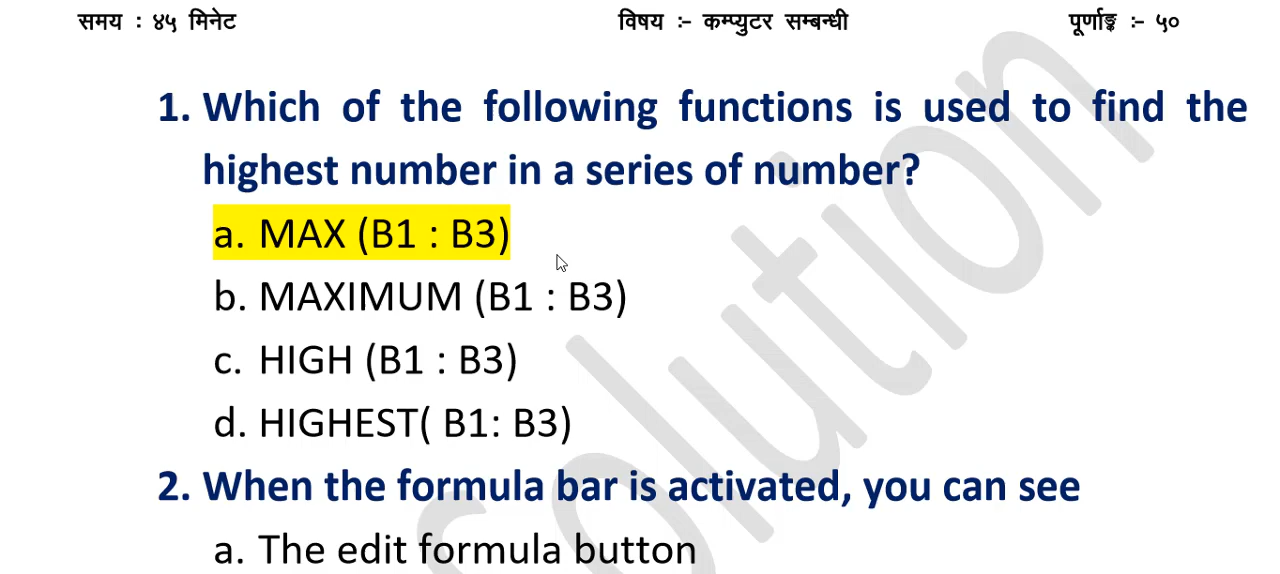 समय : ४५ मिनेट विषय :- कम्प्युटर सम्बन्धी पूर्णाङ्क :- ५०
1. Which of the following functions is used to find the
highest number in a series of number?
a. MAX (B1 : B3)
b. MAXIMUM (B1 : B3)
c. HIGH (B1 : B3)
d. HIGHEST( B1: B3)
2. When the formula bar is activated, you can see
a. The edit formula button
olution